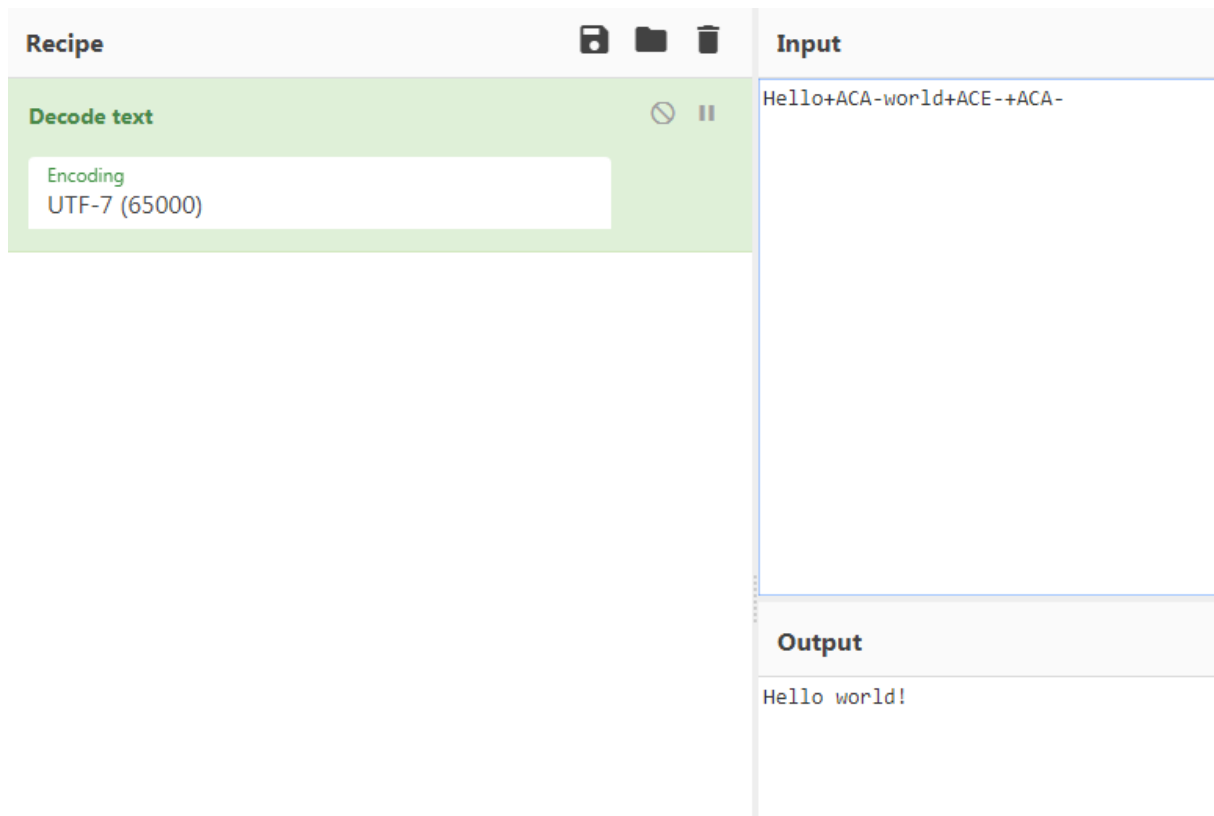 Recipe
Decode text
Encoding
UTF-7 (65000)
Input
Hello+ACA-world+ACE-+ACA-
Output
Hello world!